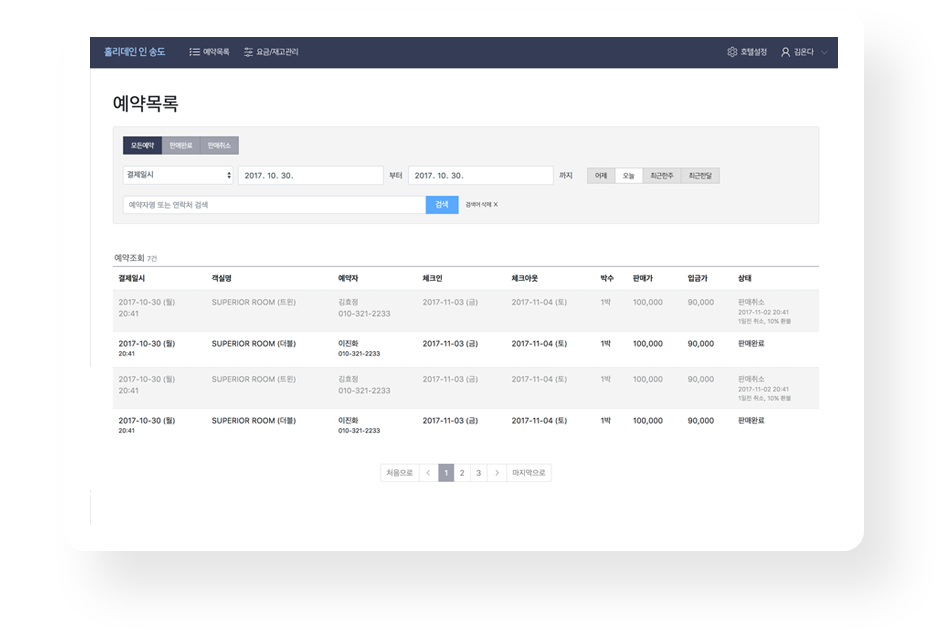 홀리데인 인 송도 예약목록 요금/재고관리 호텔설정 김온다
예약목록
모든예약 판매완료 판매취소
결제일시 2017. 10. 30. 부터 2017. 10. 30. 까지 어제 오늘 최근한주 최근한달
예약자명 또는 연락처 검색 검색 검색어 삭제 X
예약조회 7건
결제일시 객실명 예약자 체크인 체크아웃 박수 판매가 입금가 상태
2017-10-30 (월) SUPERIOR ROOM (트윈) 김효정 2017-11-03 (금) 2017-11-04 (토) 1박 100,000 90,000 판매취소
20:41 010-321-2233 2017-11-02 20:41
1일전 취소, 10% 환불
2017-10-30 (월) SUPERIOR ROOM (더블) 이진화 2017-11-03 (금) 2017-11-04 (토) 1박 100,000 90,000 판매완료
20:41 010-321-2233
2017-10-30 (월) SUPERIOR ROOM (트윈) 김효정 2017-11-03 (금) 2017-11-04 (토) 1박 100,000 90,000 판매취소
20:41 010-321-2233 2017-11-02 20:41
1일전 취소, 10% 환불
2017-10-30 (월) SUPERIOR ROOM (더블) 이진화 2017-11-03 (금) 2017-11-04 (토) 1박 100,000 90,000 판매완료
20:41 010-321-2233
처음으로 < 1 2 3 > 마지막으로